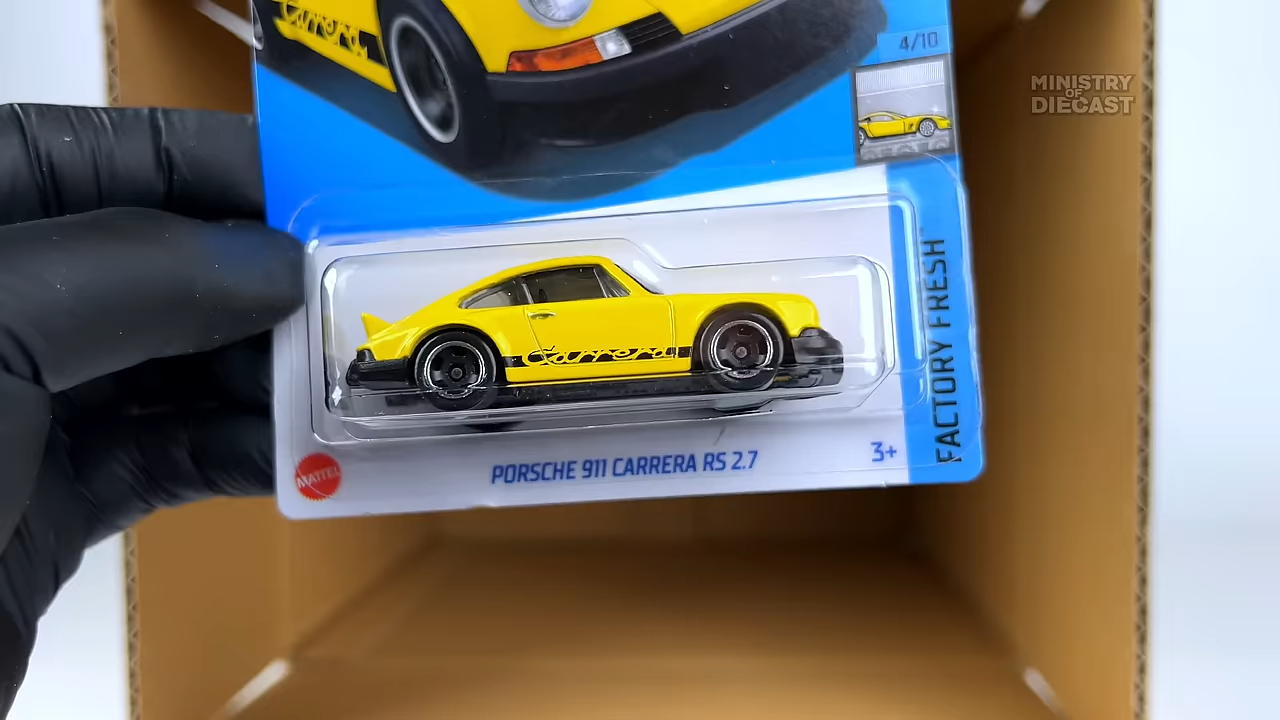 Carrera
4/10
MINISTRY
OF
DIECAST
FACTORY FRESH
Carrera
MATTEL
PORSCHE 911 CARRERA RS 2.7
3+